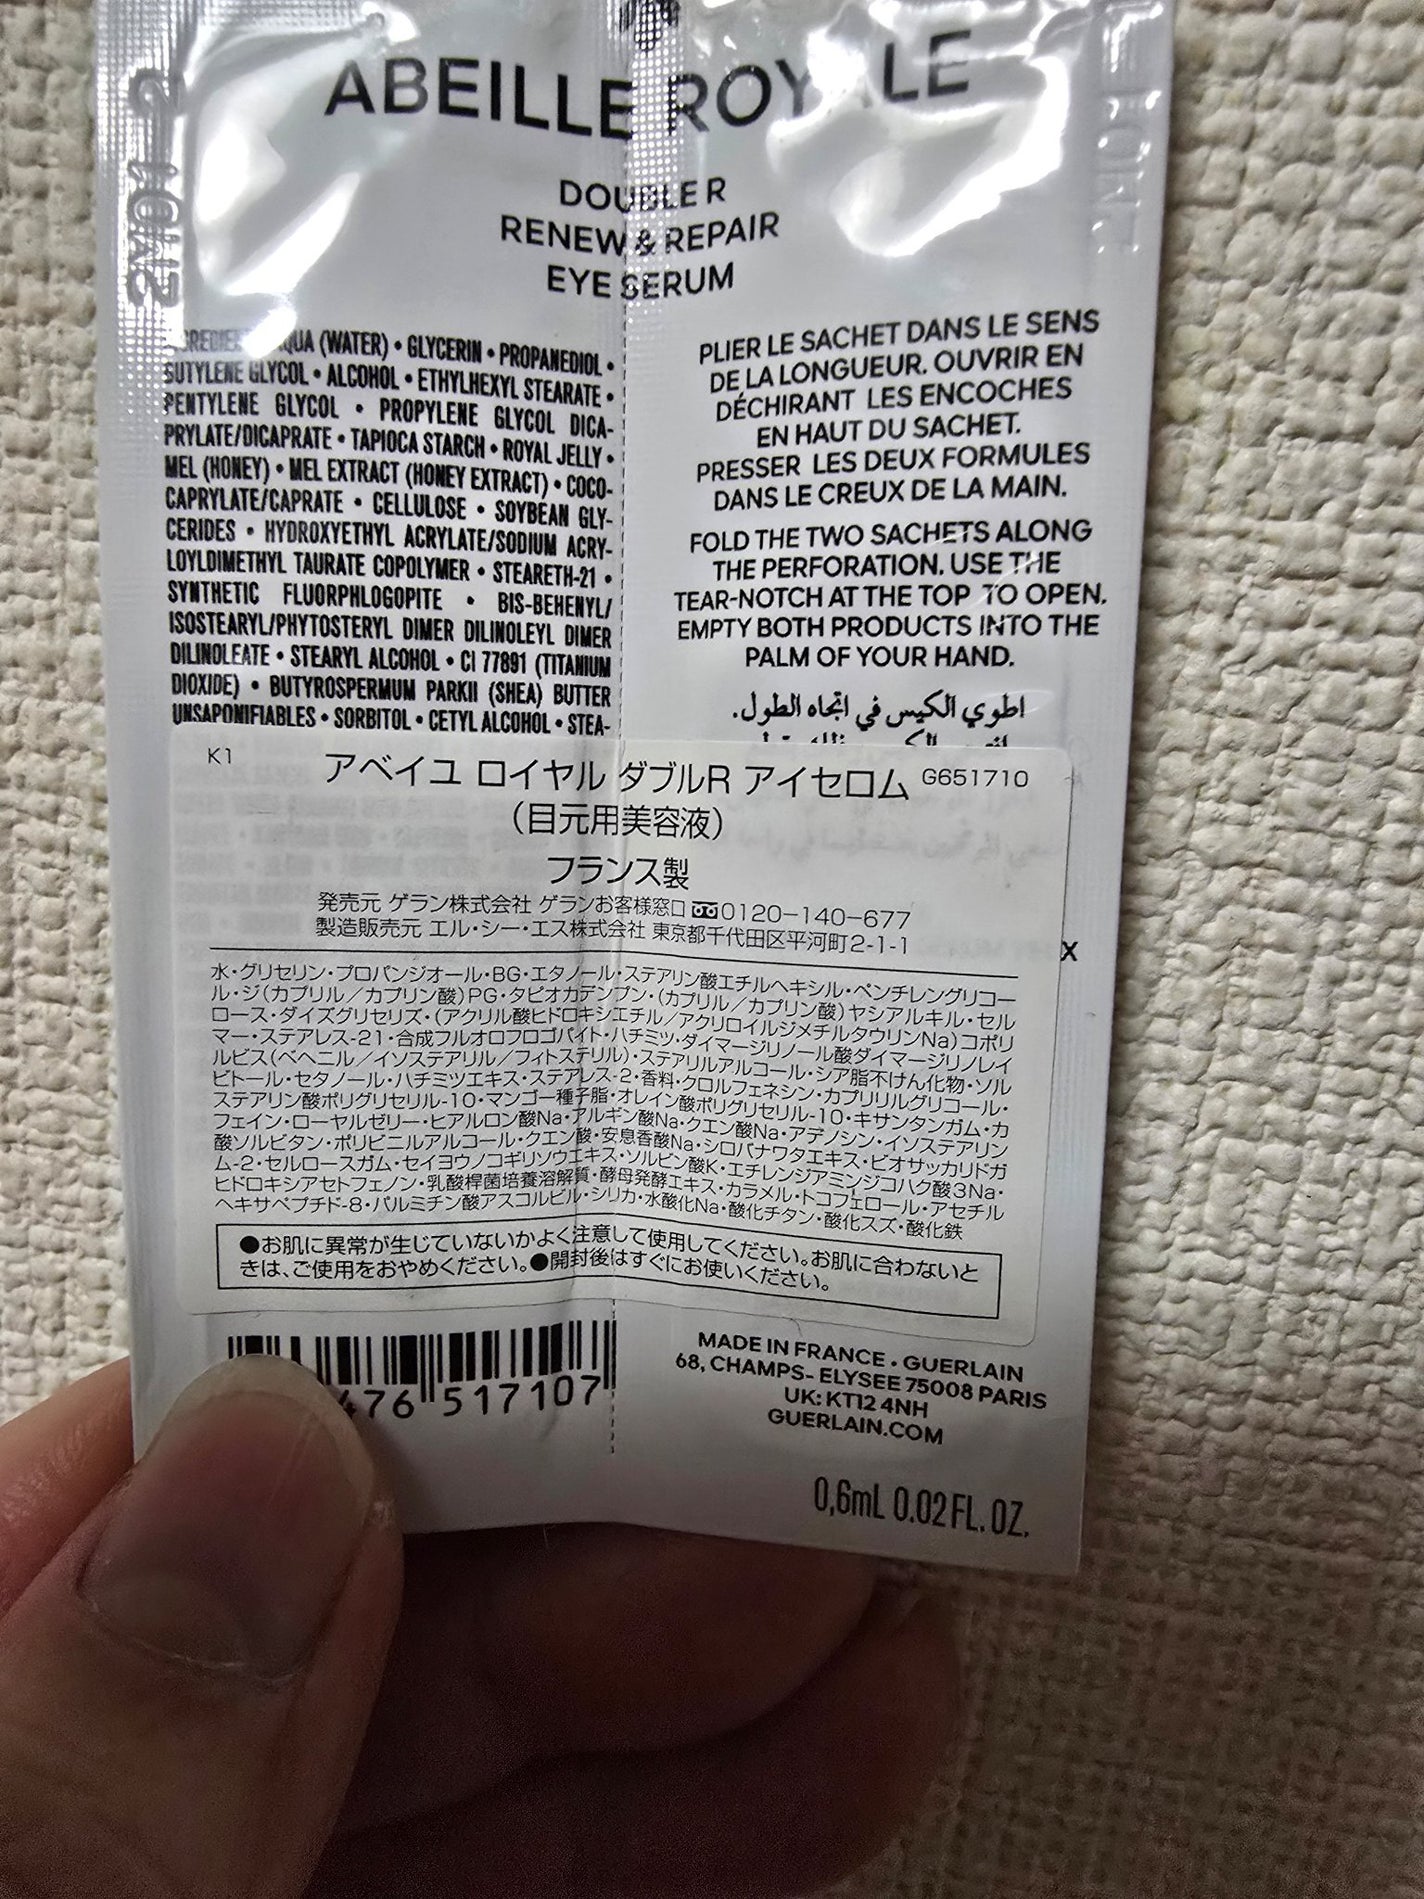 ABEILLE ROYALE
2M01 2
DOUBLE R
RENEW & REPAIR
EYE SERUM
AQUA (WATER) • GLYCERIN • PROPANEDIOL •
BUTYLENE GLYCOL • ALCOHOL • ETHYLHEXYL STEARATE •
PENTYLENE GLYCOL • PROPYLENE GLYCOL DICA-
PRYLATE/DICAPRATE • TAPIOCA STARCH • ROYAL JELLY •
MEL (HONEY) • MEL EXTRACT (HONEY EXTRACT) • COCO-
CAPRYLATE/CAPRATE • CELLULOSE • SOYBEAN GLY-
CERIDES • HYDROXYETHYL ACRYLATE/SODIUM ACRY-
LOYLDIMETHYL TAURATE COPOLYMER • STEARETH-21 •
SYNTHETIC FLUORPHLOGOPITE • BIS-BEHENYL/
ISOSTEARYL/PHYTOSTERYL DIMER DILINOLEYL DIMER
DILINOLEATE • STEARYL ALCOHOL • CI 77891 (TITANIUM
DIOXIDE) • BUTYROSPERMUM PARKII (SHEA) BUTTER
UNSAPONIFIABLES • SORBITOL • CETYL ALCOHOL • STEA-
PLIER LE SACHET DANS LE SENS
DE LA LONGUEUR. OUVRIR EN
DÉCHIRANT LES ENCOCHES
EN HAUT DU SACHET.
PRESSER LES DEUX FORMULES
DANS LE CREUX DE LA MAIN.
FOLD THE TWO SACHETS ALONG
THE PERFORATION. USE THE
TEAR-NOTCH AT THE TOP TO OPEN.
EMPTY BOTH PRODUCTS INTO THE
PALM OF YOUR HAND.
اطوي الكيس في اتجاه الطول.
K1
アベイユ ロイヤル ダブルR アイセロム G651710
（目元用美容液）
フランス製
発売元 ゲラン株式会社 ゲランお客様窓口 0120−140−677
製造販売元 エル・シー・エス株式会社 東京都千代田区平河町2-1-1
X
水・グリセリン・プロパンジオール・BG・エタノール・ステアリン酸エチルヘキシル・ペンチレングリコー
ル・ジ（カプリル／カプリン酸）PG・タピオカデンプン・（カプリル／カプリン酸）ヤシアルキル・セル
ロース・ダイズグリセリズ・（アクリル酸ヒドロキシエチル／アクリロイルジメチルタウリンNa）コポリ
マー・ステアレス-21・合成フルオロフロゴパイト・ハチミツ・ダイマージリノール酸ダイマージリノレイ
ルビス（ベヘニル／イソステアリル／フィトステリル）・ステアリルアルコール・シア脂不けん化物・ソル
ビトール・セタノール・ハチミツエキス・ステアレス-2・香料・クロルフェネシン・カプリリルグリコール・
ステアリン酸ポリグリセリル-10・マンゴー種子脂・オレイン酸ポリグリセリル-10・キサンタンガム・カ
フェイン・ローヤルゼリー・ヒアルロン酸Na・アルギン酸Na・クエン酸Na・アデノシン・イソステアリン
酸ソルビタン・ポリビニルアルコール・クエン酸・安息香酸Na・シロバナワタエキス・ビオサッカリドガ
ム-2・セルロースガム・セイヨウノコギリソウエキス・ソルビン酸K・エチレンジアミンジコハク酸3Na・
ヒドロキシアセトフェノン・乳酸桿菌培養溶解質・酵母発酵エキス・カラメル・トコフェロール・アセチル
ヘキサペプチド-8・パルミチン酸アスコルビル・シリカ・水酸化Na・酸化チタン・酸化スズ・酸化鉄
●お肌に異常が生じていないかよく注意して使用してください。お肌に合わないと
きは、ご使用をおやめください。●開封後はすぐにお使いください。
476 517107
MADE IN FRANCE • GUERLAIN
68, CHAMPS- ELYSEE 75008 PARIS
UK: KT12 4NH
GUERLAIN.COM
0,6mL 0.02 FL. OZ.